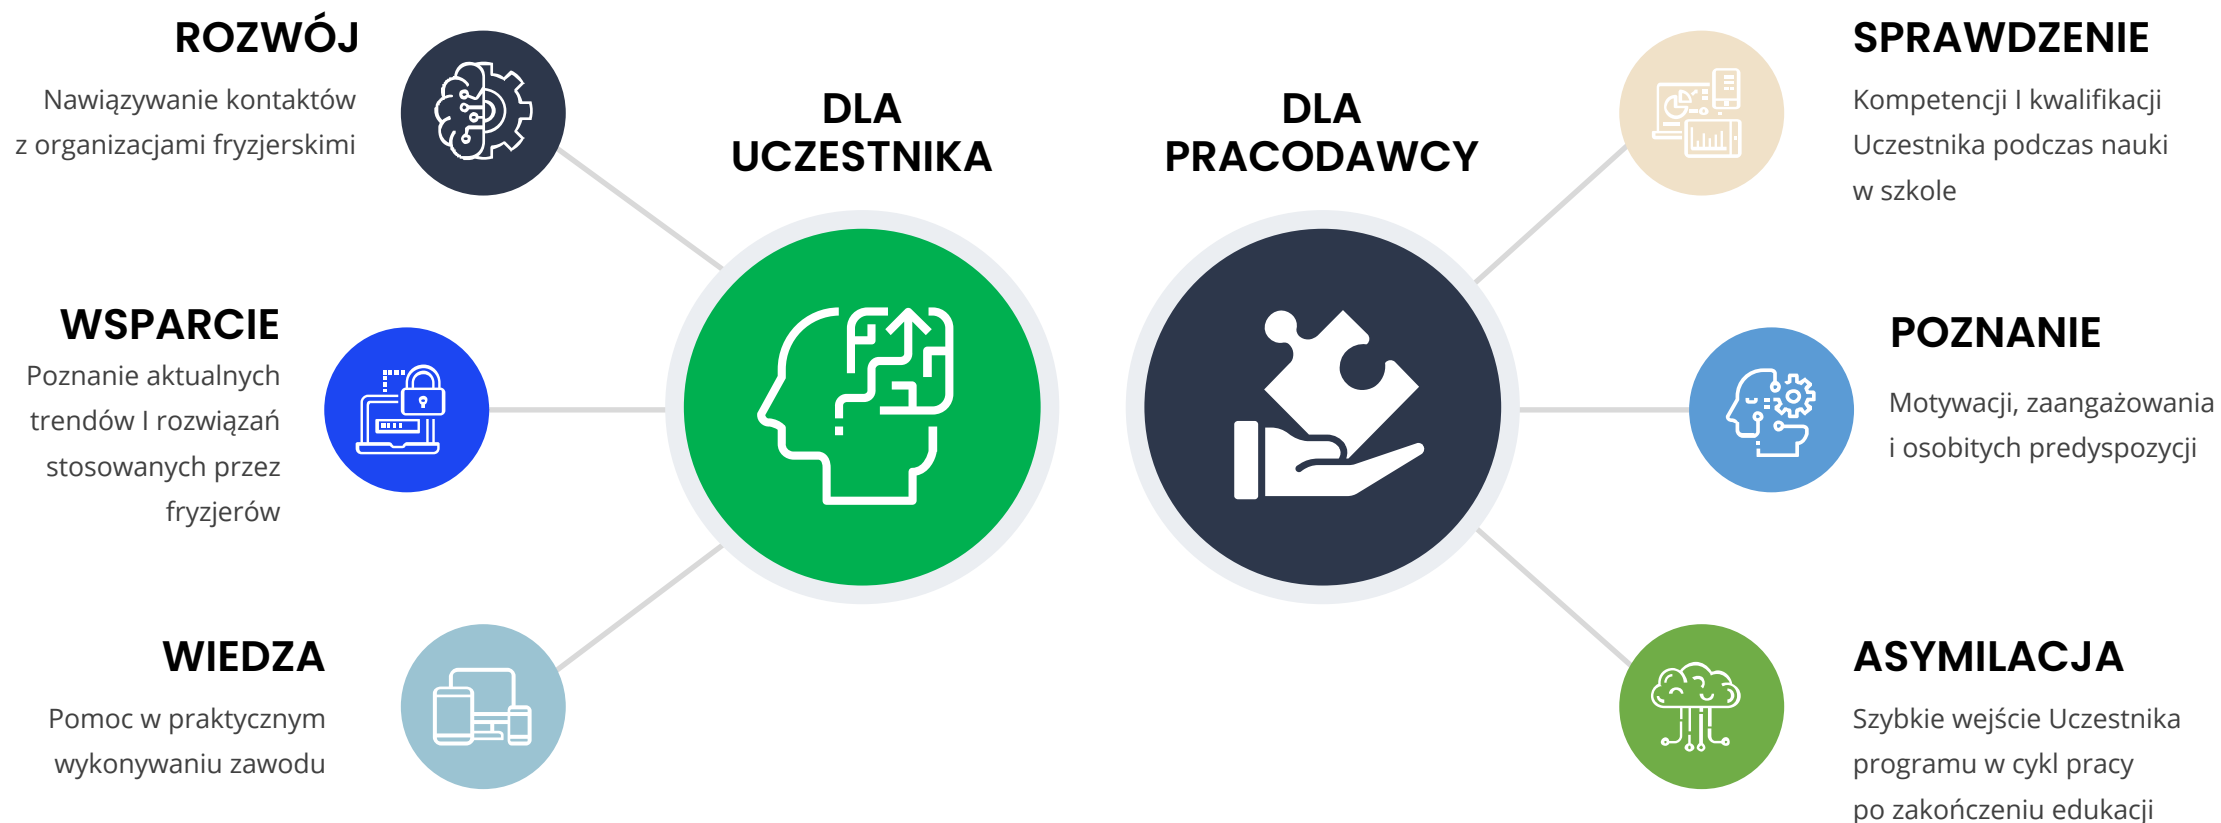 ROZWÓJ
Nawiązywanie kontaktów
z organizacjami fryzjerskimi
WSPARCIE
Poznanie aktualnych
trendów I rozwiązań
stosowanych przez
fryzjerów
WIEDZA
Pomoc w praktycznym
wykonywaniu zawodu
DLA
UCZESTNIKA
DLA
PRACODAWCY
SPRAWDZENIE
Kompetencji I kwalifikacji
Uczestnika podczas nauki
w szkole
POZNANIE
Motywacji, zaangażowania
i osobitych predyspozycji
ASYMILACJA
Szybkie wejście Uczestnika
programu w cykl pracy
po zakończeniu edukacji